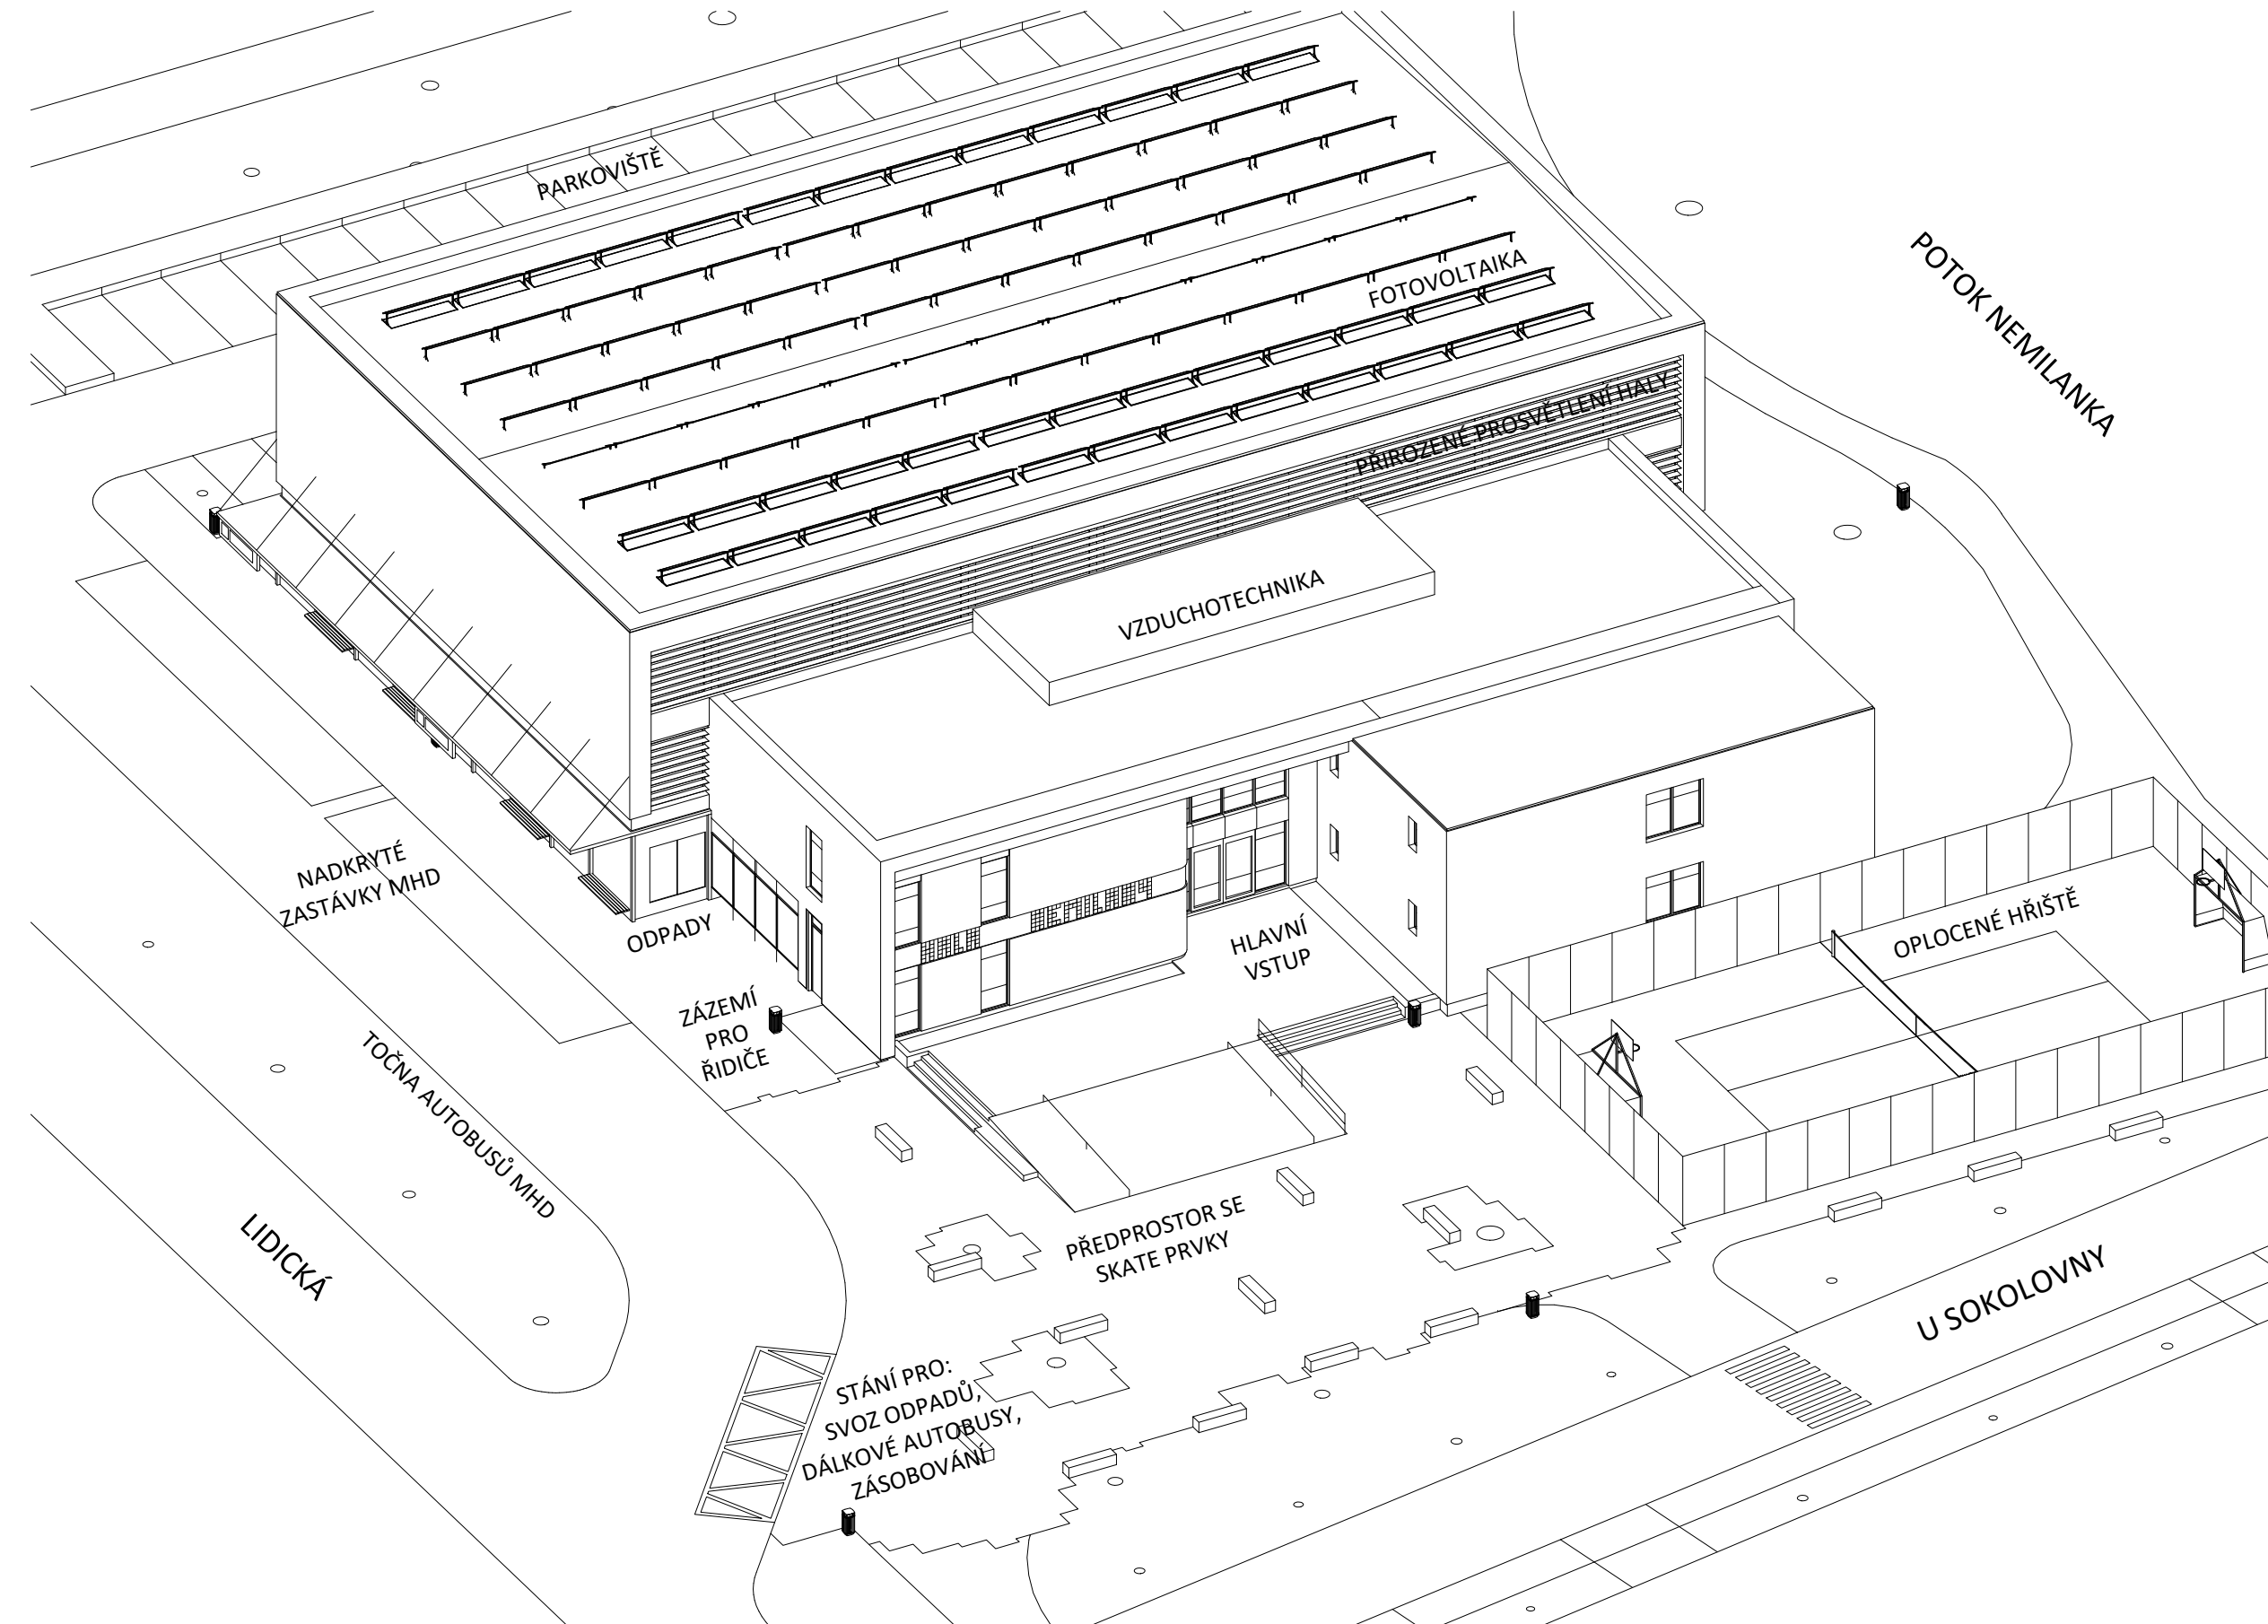 PARKOVIŠTĚ
POTOK NEMILANKA
FOTOVOLTAIKA
PŘIROZENÉ PROSVĚTLENÍ HALY
VZDUCHOTECHNIKA
NADKRYTÉ
ZASTÁVKY MHD
ODPADY
HLAVNÍ
VSTUP
OPLOCENÉ HŘIŠTĚ
ZÁZEMÍ
PRO
ŘIDIČE
TOČNA AUTOBUSŮ MHD
LIDICKÁ
PŘEDPROSTOR SE
SKATE PRVKY
U SOKOLOVNY
STÁNÍ PRO:
SVOZ ODPADŮ,
DÁLKOVÉ AUTOBUSY,
ZÁSOBOVÁNÍ